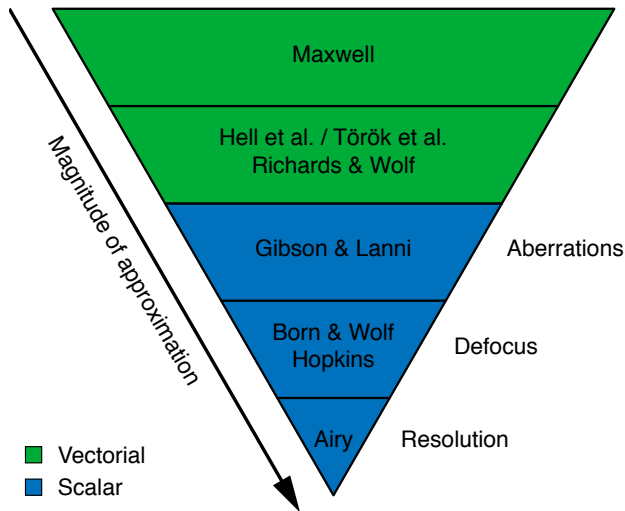 Maxwell
Hell et al. / Török et al.
Richards & Wolf
Gibson & Lanni
Aberrations
Born & Wolf
Hopkins
Defocus
Airy
Resolution
Magnitude of approximation
Vectorial
Scalar